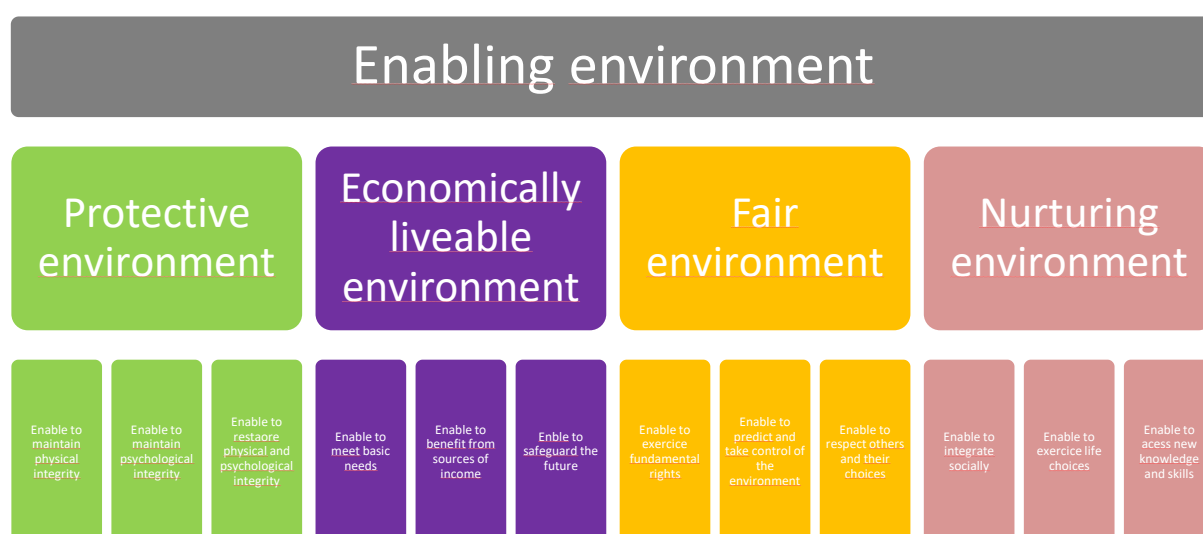 Enabling environment
Protective
environment
Economically
liveable
environment
Fair
environment
Nurturing
environment
Enable to
maintain
physical
integrity
Enable to
maintain
psychological
integrity
Enable to
restaore
physical and
psychological
integrity
Enable to
meet basic
needs
Enable to
benefit from
sources of
income
Enble to
safeguard the
future
Enable to
exercice
fundamental
rights
Enable to
predict and
take control of
the
environment
Enable to
respect others
and their
choices
Enable to
integrate
socially
Enable to
exercice life
choices
Enable to
acess new
knowledge
and skills